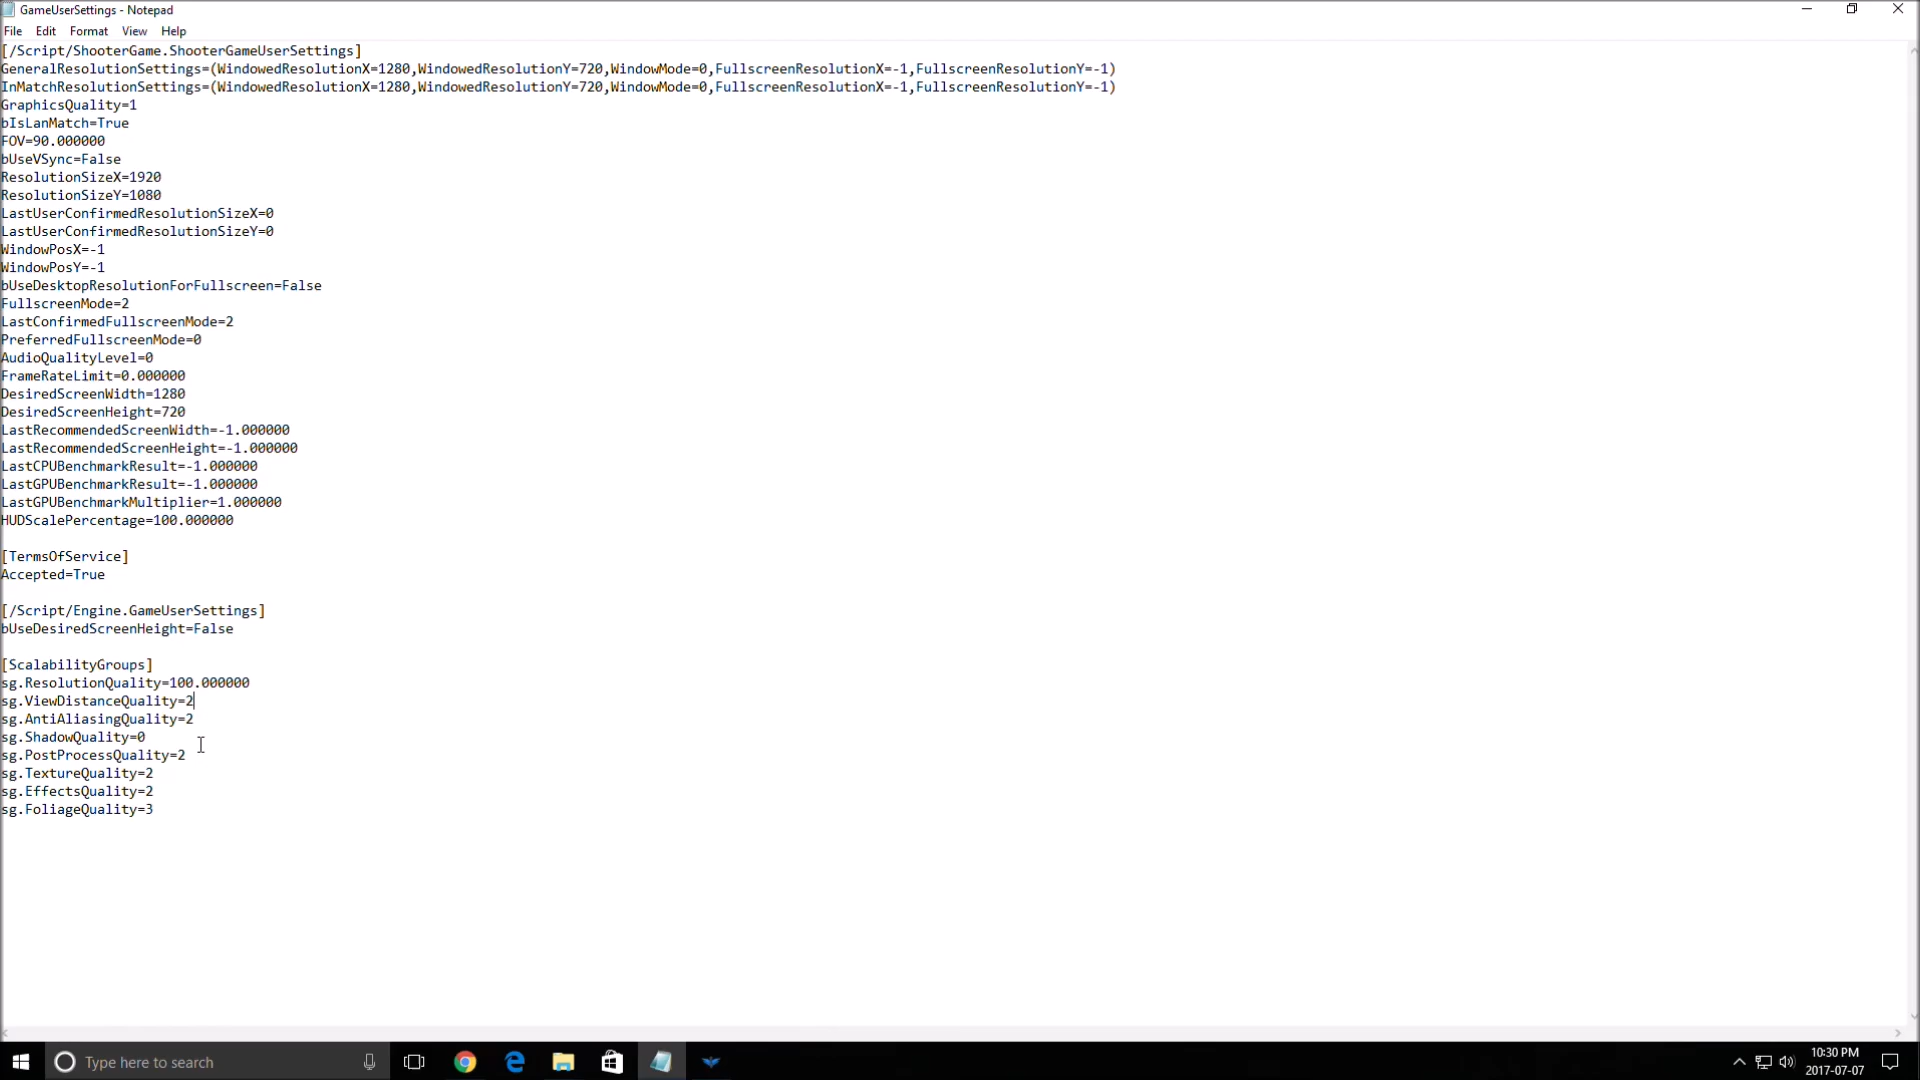 GameUserSettings - Notepad
File Edit Format View Help
[/Script/ShooterGame.ShooterGameUserSettings]
GeneralResolutionSettings=(WindowedResolutionX=1280,WindowedResolutionY=720,WindowMode=0,FullscreenResolutionX=-1,FullscreenResolutionY=-1)
InMatchResolutionSettings=(WindowedResolutionX=1280,WindowedResolutionY=720,WindowMode=0,FullscreenResolutionX=-1,FullscreenResolutionY=-1)
GraphicsQuality=1
bIsLanMatch=True
FOV=90.000000
bUseVSync=False
ResolutionSizeX=1920
ResolutionSizeY=1080
LastUserConfirmedResolutionSizeX=0
LastUserConfirmedResolutionSizeY=0
WindowPosX=-1
WindowPosY=-1
bUseDesktopResolutionForFullscreen=False
FullscreenMode=2
LastConfirmedFullscreenMode=2
PreferredFullscreenMode=0
AudioQualityLevel=0
FrameRateLimit=0.000000
DesiredScreenWidth=1280
DesiredScreenHeight=720
LastRecommendedScreenWidth=-1.000000
LastRecommendedScreenHeight=-1.000000
LastCPUBenchmarkResult=-1.000000
LastGPUBenchmarkResult=-1.000000
LastGPUBenchmarkMultiplier=1.000000
HUDScalePercentage=100.000000
[TermsOfService]
Accepted=True
[/Script/Engine.GameUserSettings]
bUseDesiredScreenHeight=False
[ScalabilityGroups]
sg.ResolutionQuality=100.000000
sg.ViewDistanceQuality=2
sg.AntiAliasingQuality=2
sg.ShadowQuality=0
sg.PostProcessQuality=2
sg.TextureQuality=2
sg.EffectsQuality=2
sg.FoliageQuality=3
Type here to search
10:30 PM
2017-07-07